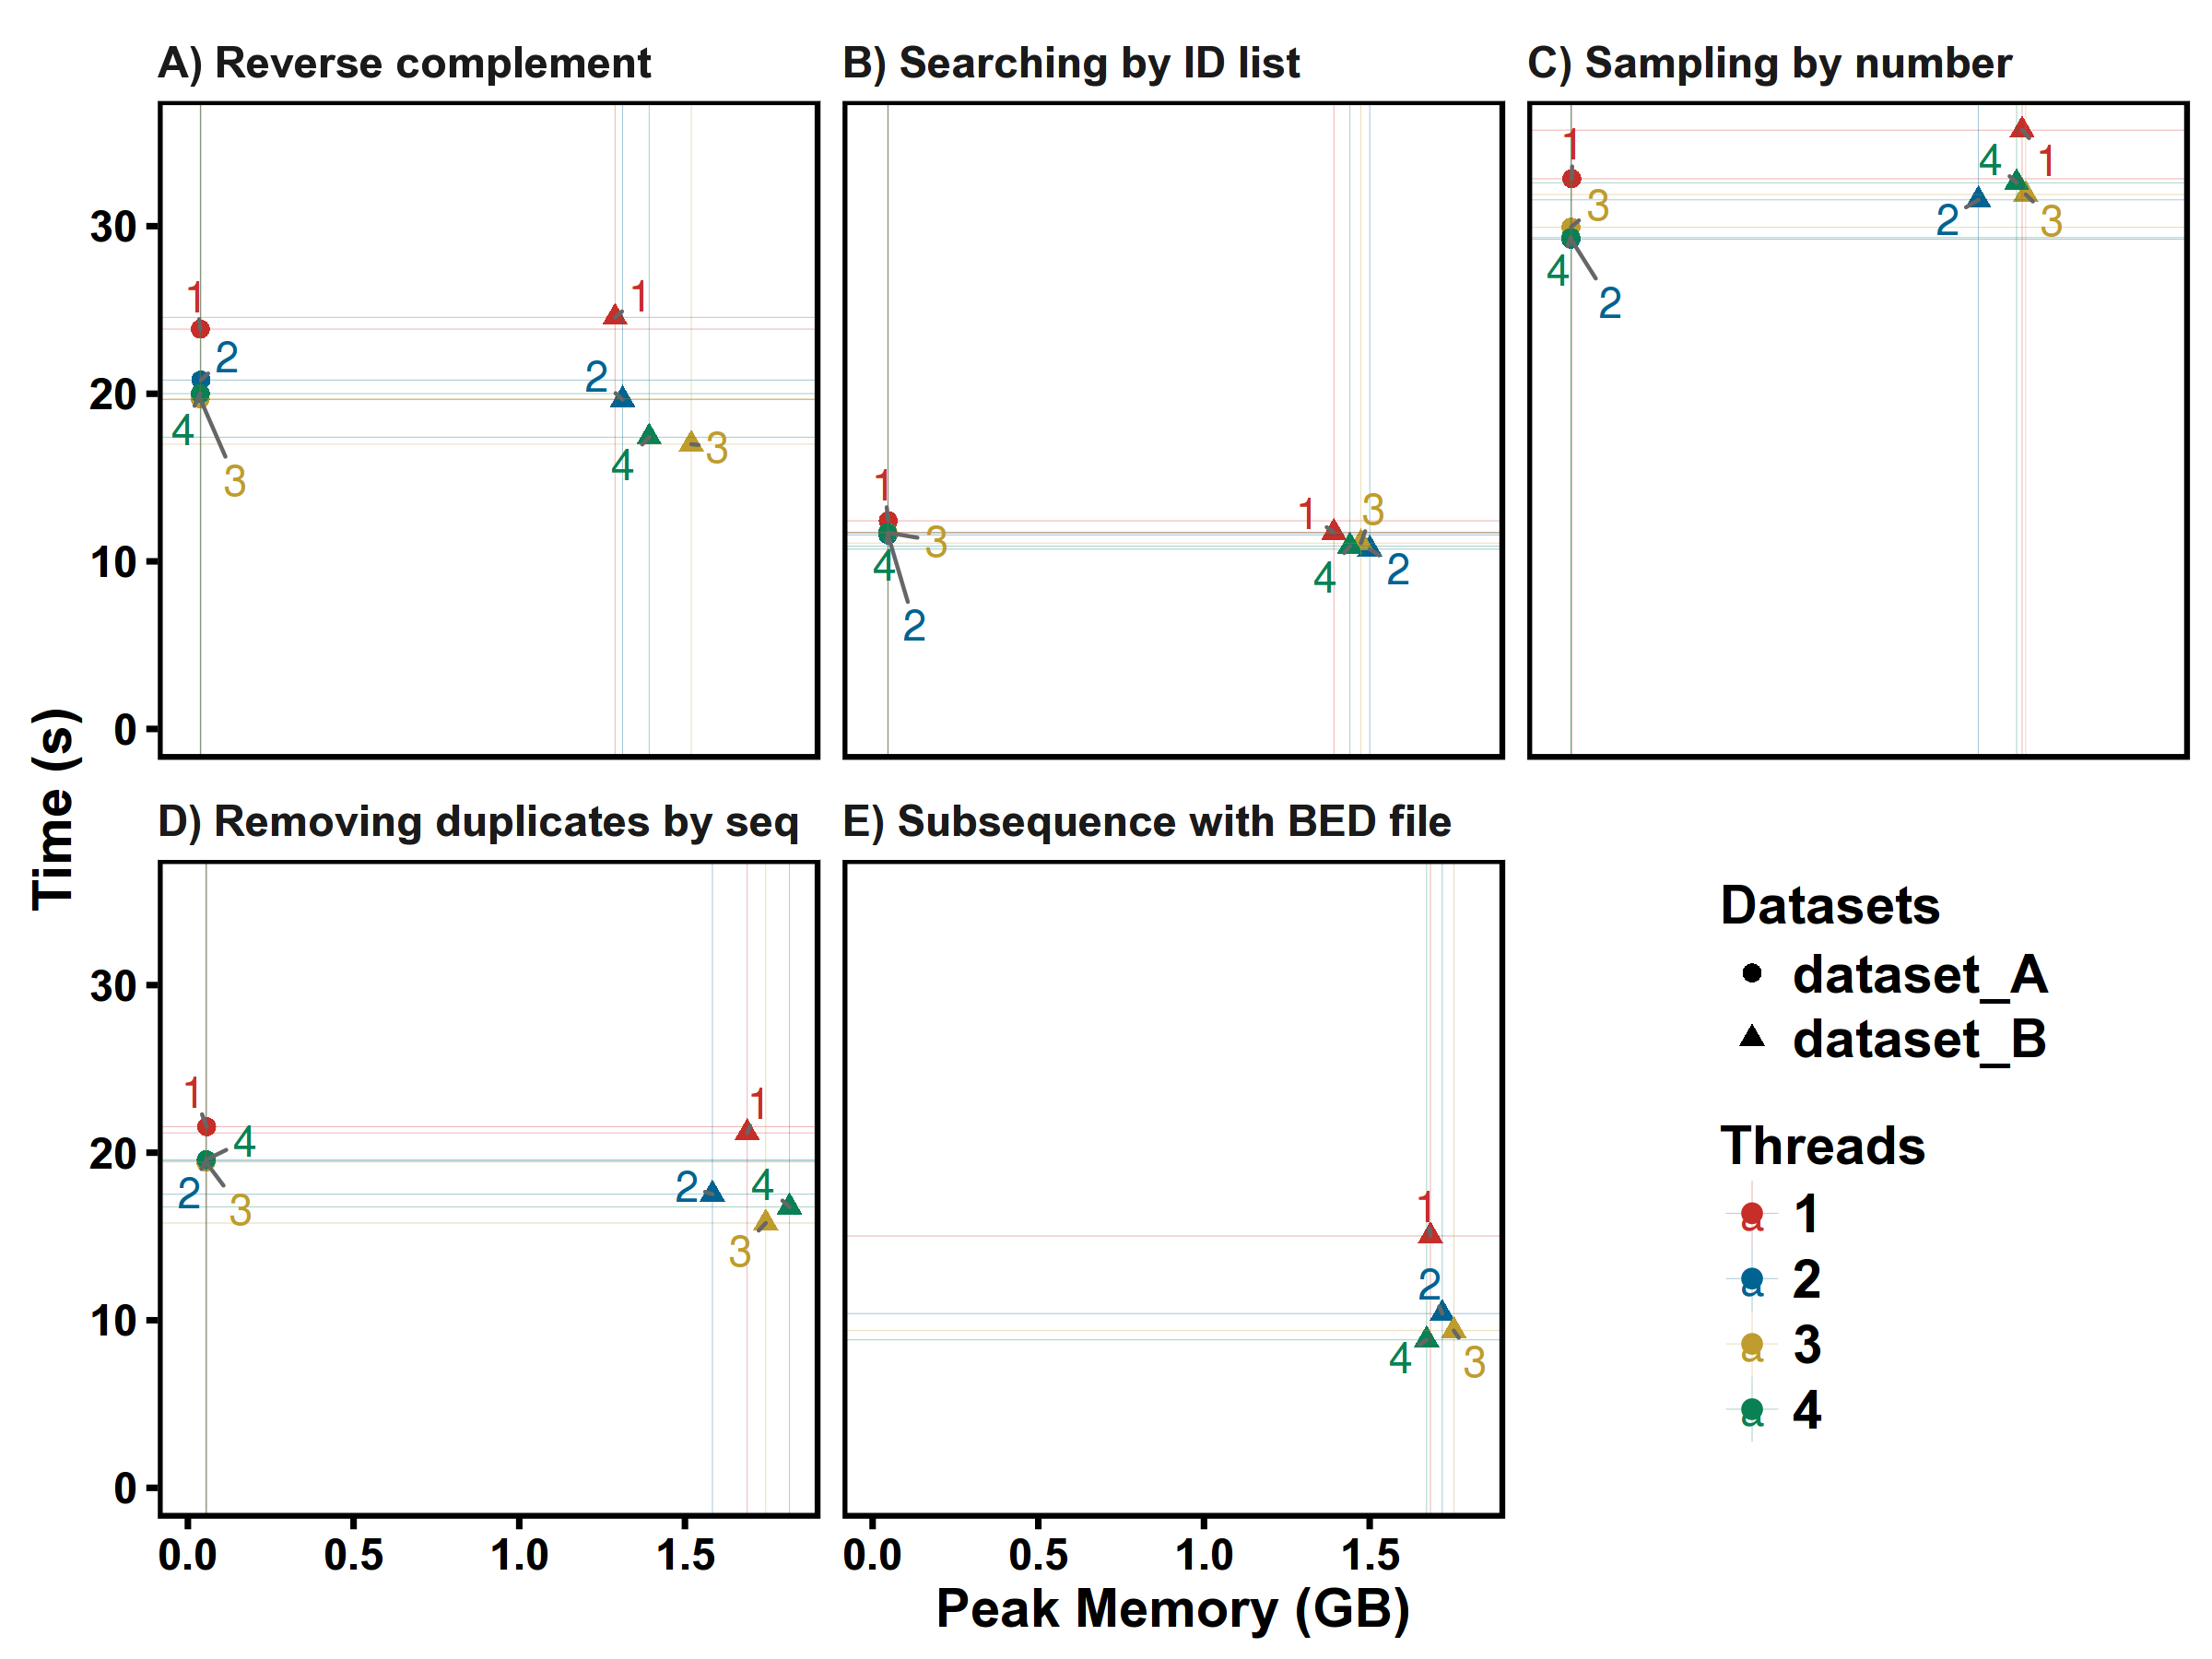 A) Reverse complement
B) Searching by ID list
C) Sampling by number
30
20
10
0
1
2
4
3
1
2
4
3
1
3
4
2
1
3
4
2
1
3
4
2
4
1
2
3
Time (s)
D) Removing duplicates by seq
E) Subsequence with BED file
30
20
10
0
1
4
2
3
1
2
4
3
1
2
4
3
0.0 0.5 1.0 1.5
0.0 0.5 1.0 1.5
Peak Memory (GB)
Datasets
dataset_A
dataset_B
Threads
a 1
a 2
a 3
a 4